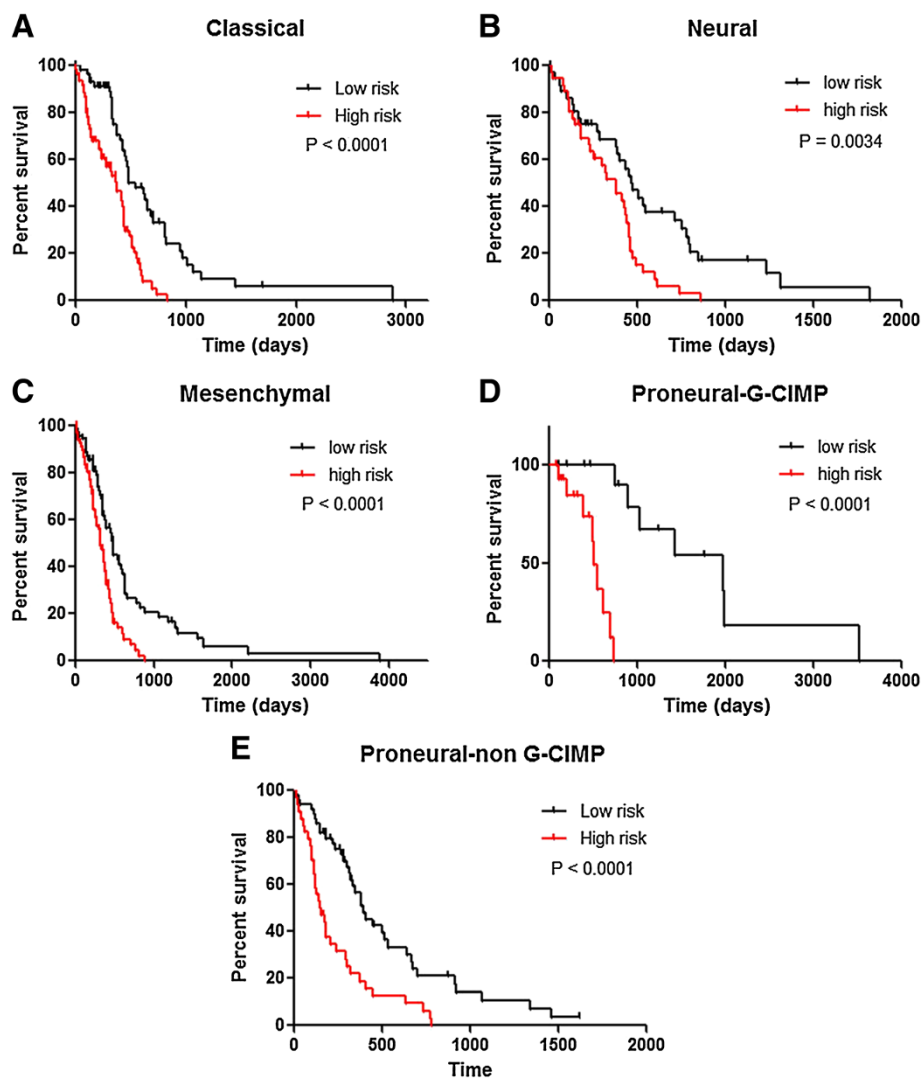 A
Classical
Percent survival
100
80
60
40
20
0
0
1000
2000
3000
Time (days)
Low risk
High risk
P < 0.0001
B
Neural
Percent survival
100
80
60
40
20
0
0
500
1000
1500
2000
Time (days)
low risk
high risk
P = 0.0034
C
Mesenchymal
Percent survival
100
80
60
40
20
0
0
1000
2000
3000
4000
Time (days)
low risk
high risk
P < 0.0001
D
Proneural-G-CIMP
Percent survival
100
50
0
0
1000
2000
3000
4000
Time (days)
low risk
high risk
P < 0.0001
E
Proneural-non G-CIMP
Percent survival
100
80
60
40
20
0
0
500
1000
1500
2000
Time
Low risk
High risk
P < 0.0001